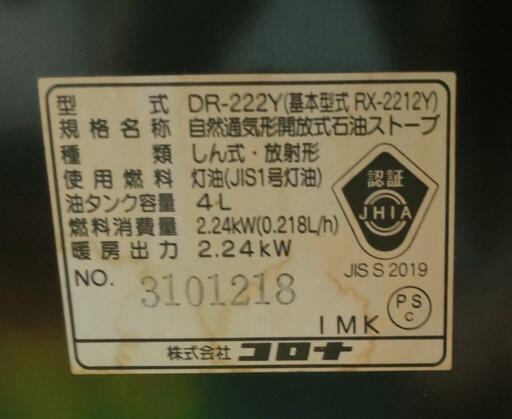 型式 DR-222Y(基本型式 RX-2212Y)
規格名称 自然通気形開放式石油ストーブ
種類 しん式・放射形
使用燃料 灯油(JIS1号灯油)
油タンク容量 4L
燃料消費量 2.24kW(0.218L/h)
暖房出力 2.24kW
認証
JHIA
JIS S 2019
NO. 3101218
1MK
PS
C
株式会社 コロナ